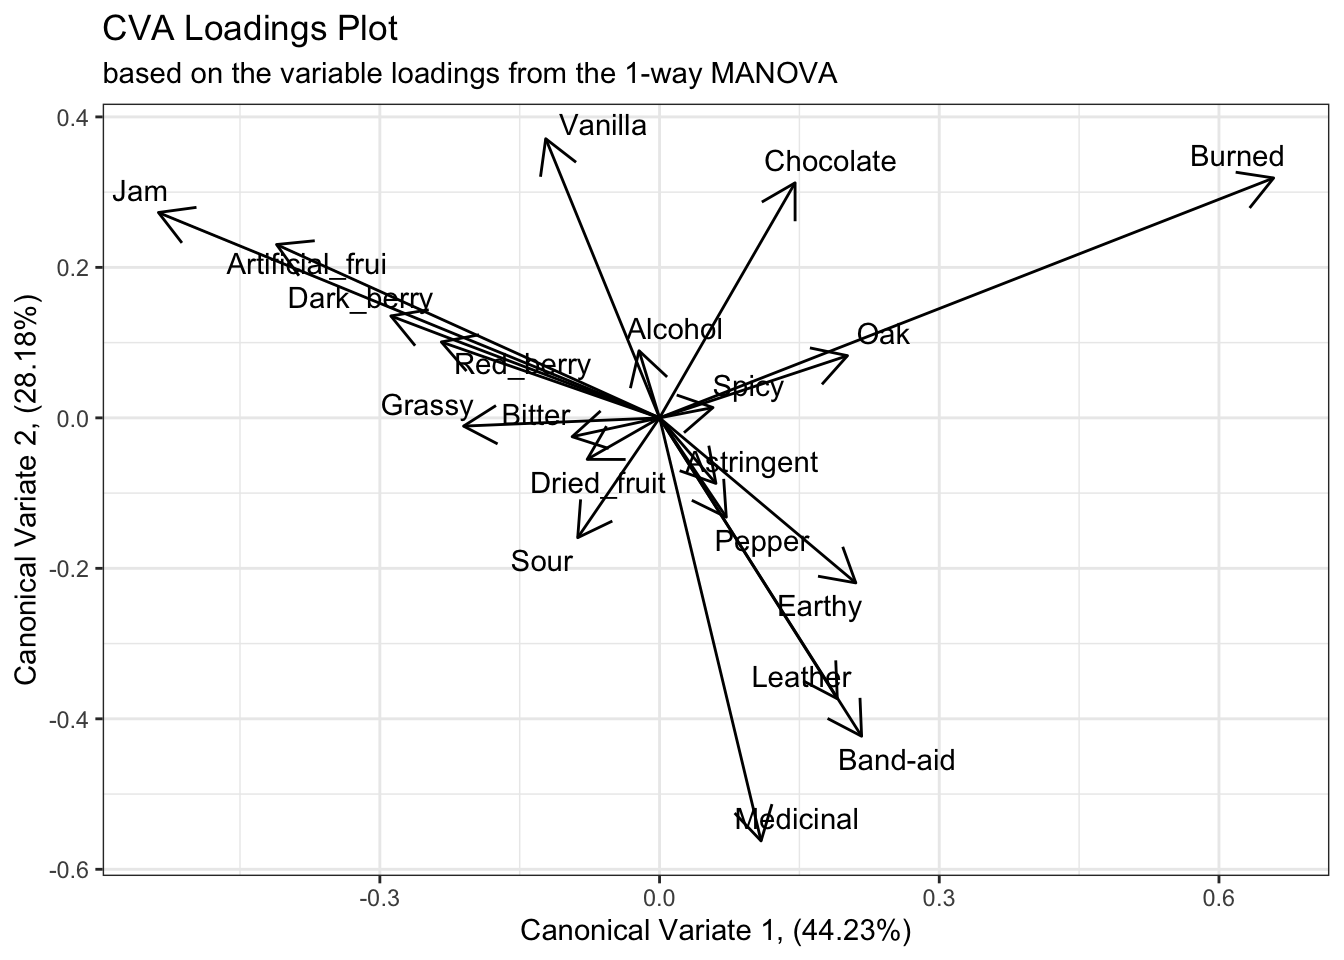 CVA Loadings Plot
based on the variable loadings from the 1-way MANOVA
0.4
Vanilla
Chocolate
Burned
Jam
0.2
Artificial_frui
Dark_berry
Alcohol
Oak
Red_berry
Spicy
Grassy
Bitter
0.0
Astringent
Dried_fruit
Pepper
Sour
-0.2
Earthy
Leather
-0.4
Band-aid
Medicinal
-0.6
-0.3
0.0
0.3
0.6
Canonical Variate 1, (44.23%)
Canonical Variate 2, (28.18%)